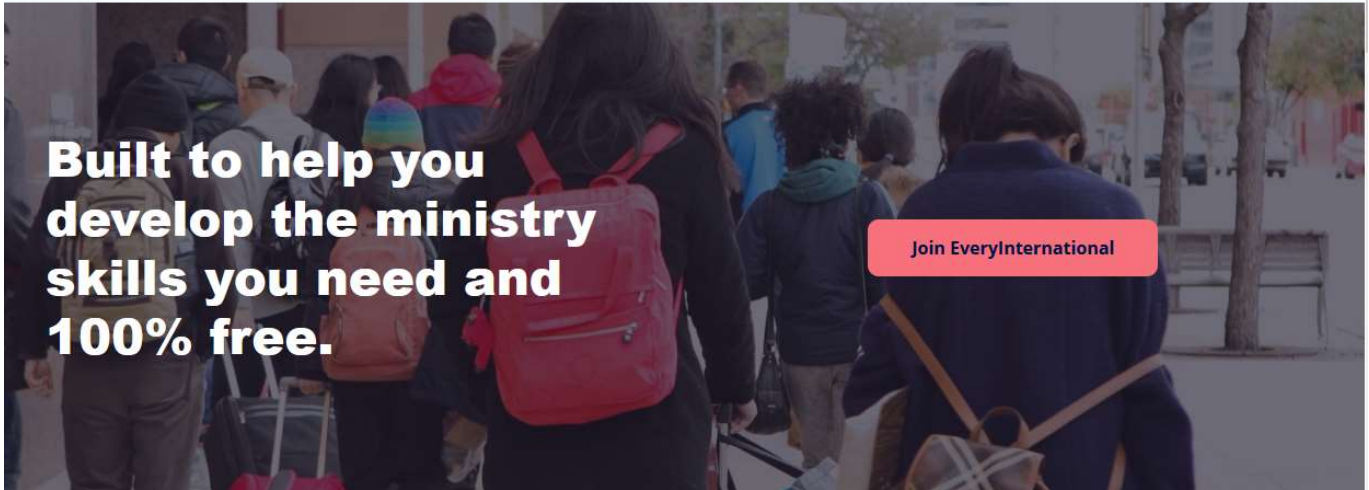 Built to help you
develop the ministry
skills you need and
100% free.
Join EveryInternational